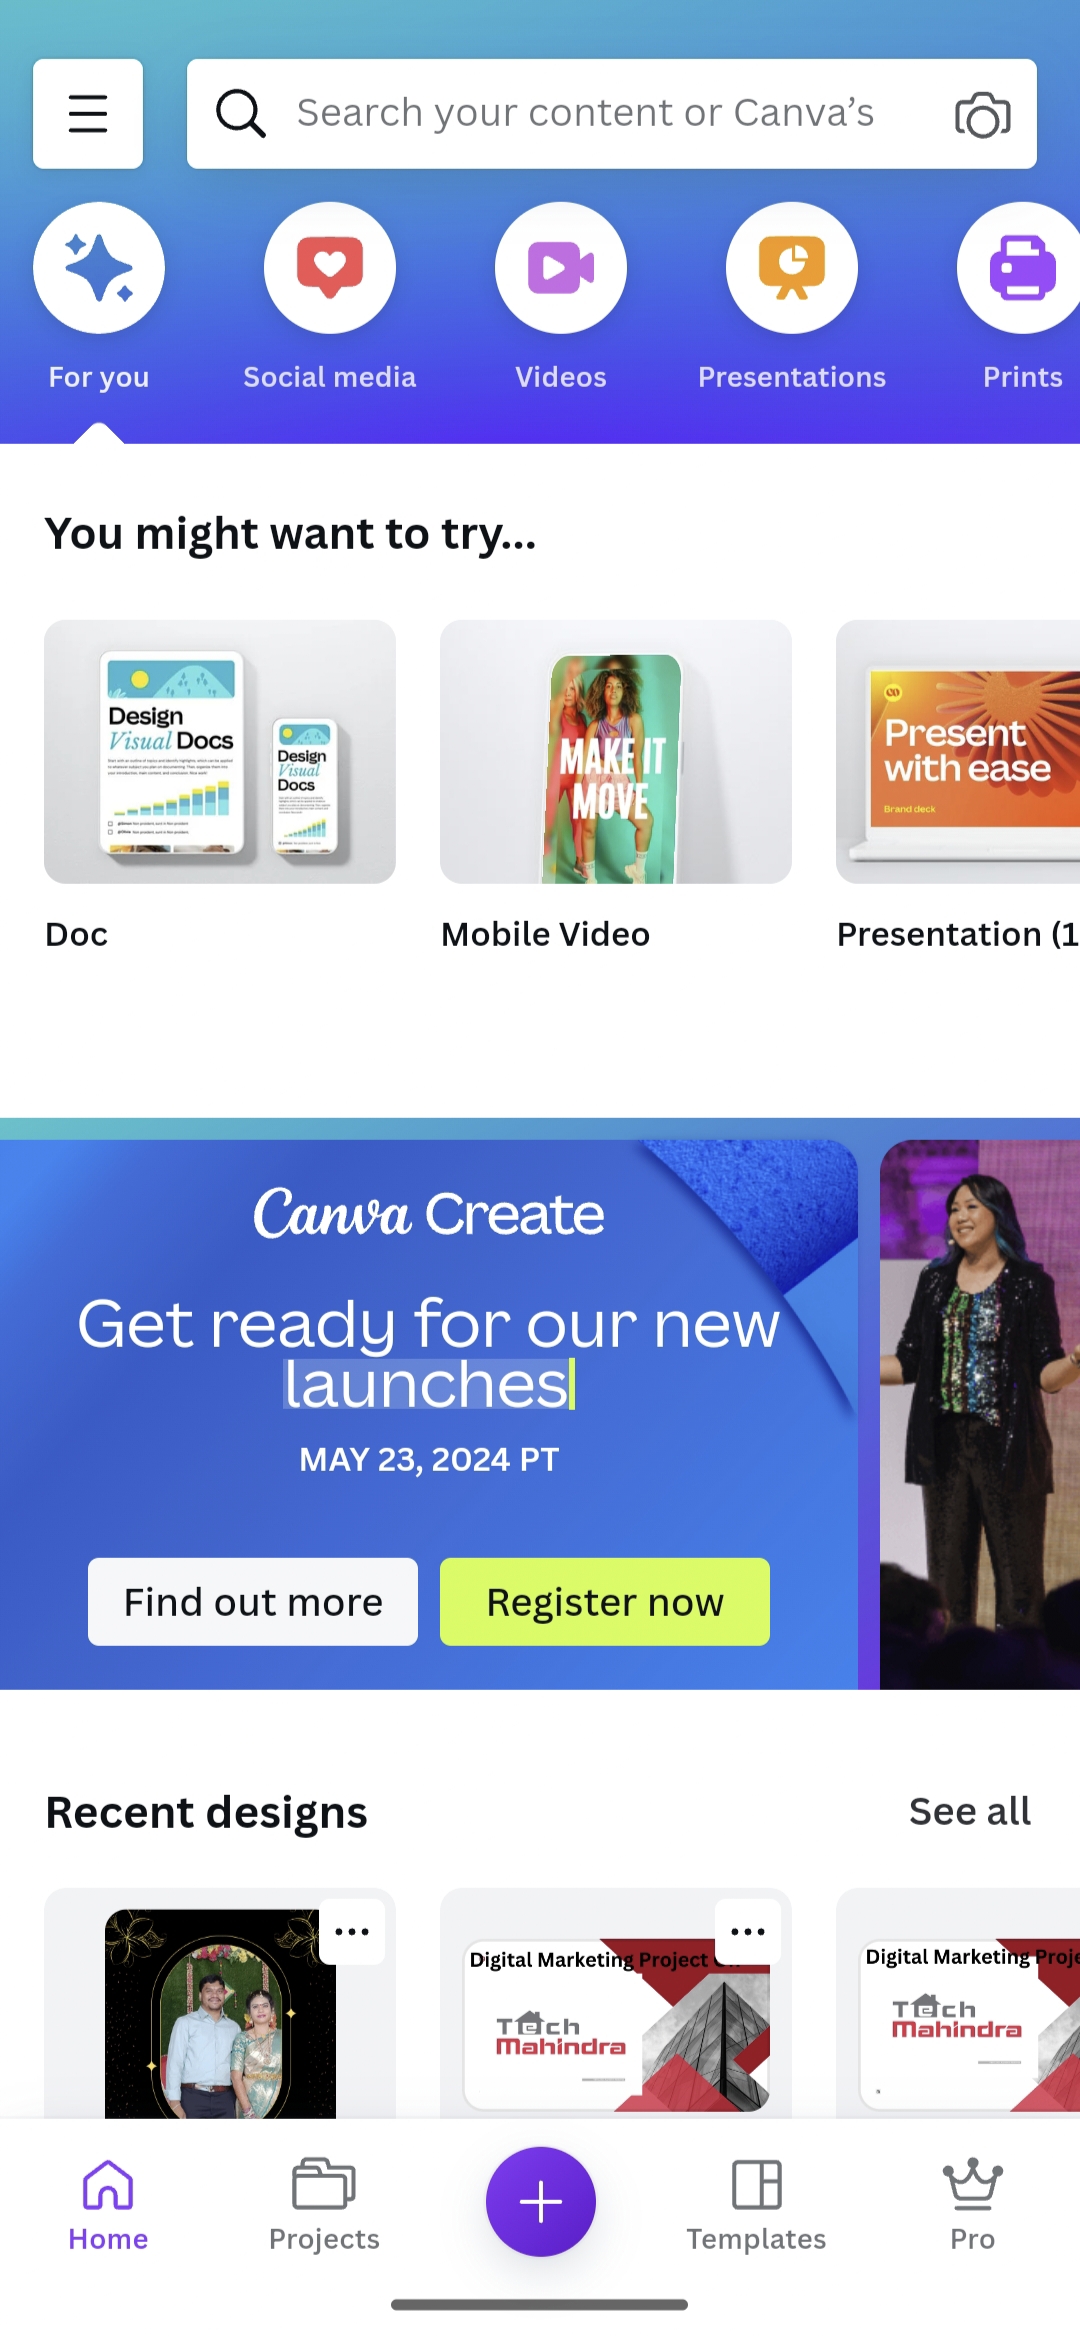 Search your content or Canva’s
For you
Social media
Videos
Presentations
Prints
You might want to try...
Design
Visual Docs
Design
Visual
Docs
MAKE IT
MOVE
Present
with ease
Brand deck
Doc
Mobile Video
Presentation (1
Canva Create
Get ready for our new
launches
MAY 23, 2024 PT
Find out more
Register now
Recent designs
See all
Digital Marketing Project
Tech
Mahindra
Digital Marketing Proje
Tech
Mahindra
Home
Projects
Templates
Pro